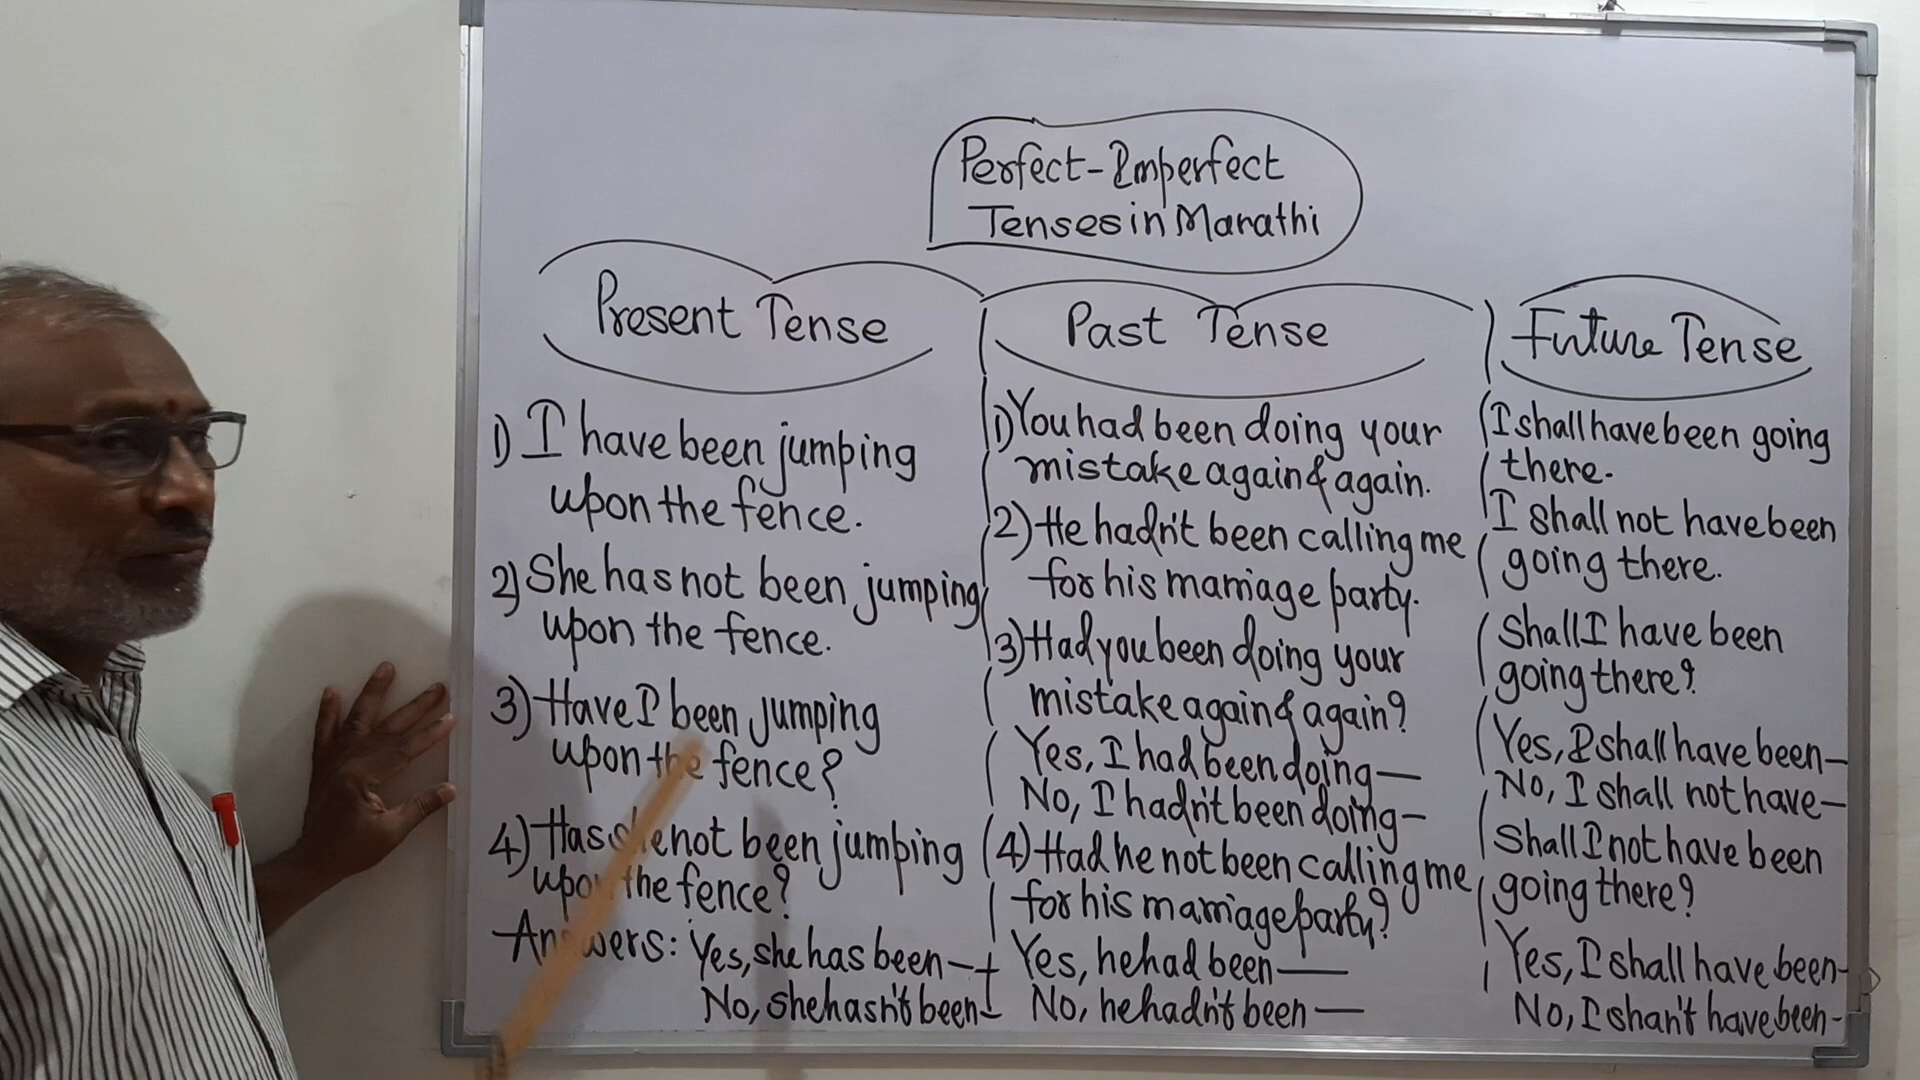 Perfect-Imperfect
Tenses in Marathi
Present Tense
1) I have been jumping
upon the fence.
2) She has not been jumping
upon the fence.
3) Have I been jumping
upon the fence?
4) Has she not been jumping
upon the fence?
Answers: Yes, she has been—
No, she hasn't been—
Past Tense
1) You had been doing your
mistake again & again.
2) He hadn't been calling me
for his marriage party.
3) Had you been doing your
mistake again & again?
Yes, I had been doing—
No, I hadn't been doing—
4) Had he not been calling me
for his marriage party?
Yes, he had been—
No, he hadn't been—
Future Tense
I shall have been going
there.
I shall not have been
going there.
Shall I have been
going there?
Yes, I shall have been—
No, I shall not have—
Shall I not have been
going there?
Yes, I shall have been-
No, I shan't have been-